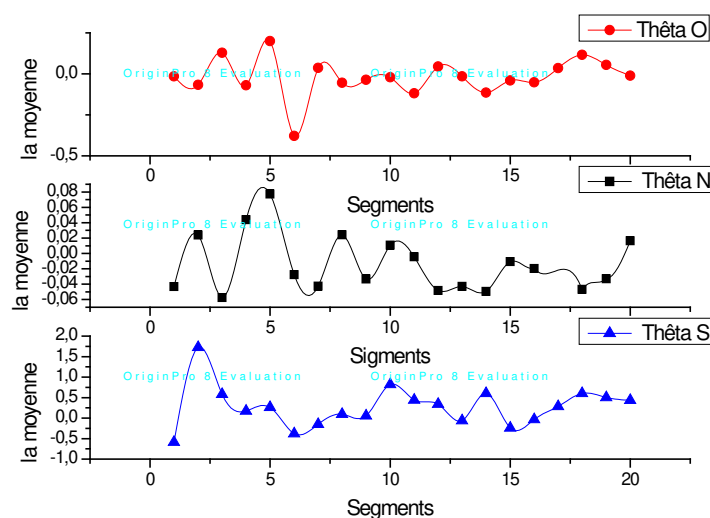 Thêta O
0,0
-0,5
la moyenne
OriginPro 8 Evaluation OriginPro 8 Evaluation
0 5 10 15 20
Segments
Thêta N
0,08
0,06
0,04
0,02
0,00
-0,02
-0,04
-0,06
la moyenne
OriginPro 8 Evaluation OriginPro 8 Evaluation
0 5 10 15 20
Sigments
Thêta S
2,0
1,5
1,0
0,5
0,0
-0,5
-1,0
la moyenne
OriginPro 8 Evaluation OriginPro 8 Evaluation
0 5 10 15 20
Segments